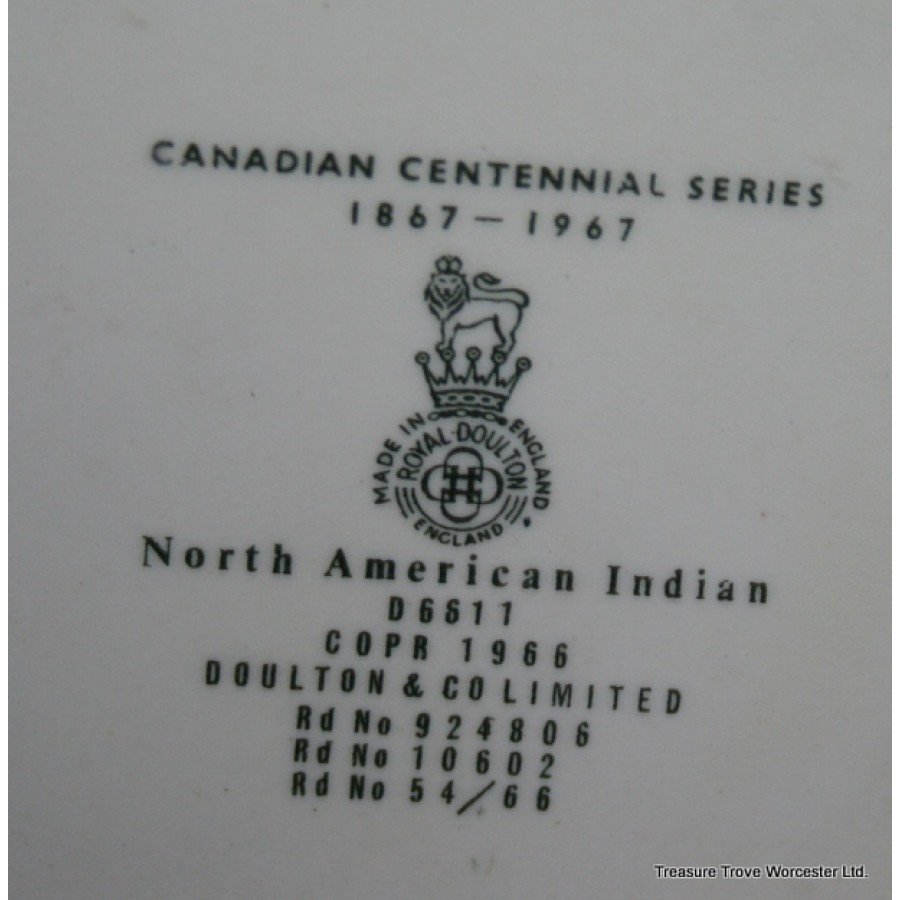 CANADIAN CENTENNIAL SERIES
1867 — 1967
MADE IN ENGLAND
ROYAL DOULTON
ENGLAND
North American Indian
D6611
COPR 1966
DOULTON & CO LIMITED
Rd No 924806
Rd No 10602
Rd No 54/66
Treasure Trove Worcester Ltd.